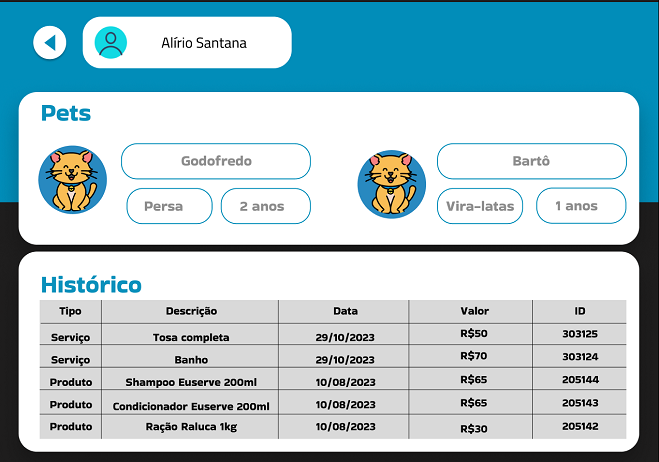 Alírio Santana
Pets
Godofredo
Persa 2 anos
Bartô
Vira-latas 1 anos
Histórico
Tipo Descrição Data Valor ID
Serviço Tosa completa 29/10/2023 R$50 303125
Serviço Banho 29/10/2023 R$70 303124
Produto Shampoo Euserve 200ml 10/08/2023 R$65 205144
Produto Condicionador Euserve 200ml 10/08/2023 R$65 205143
Produto Ração Raluca 1kg 10/08/2023 R$30 205142